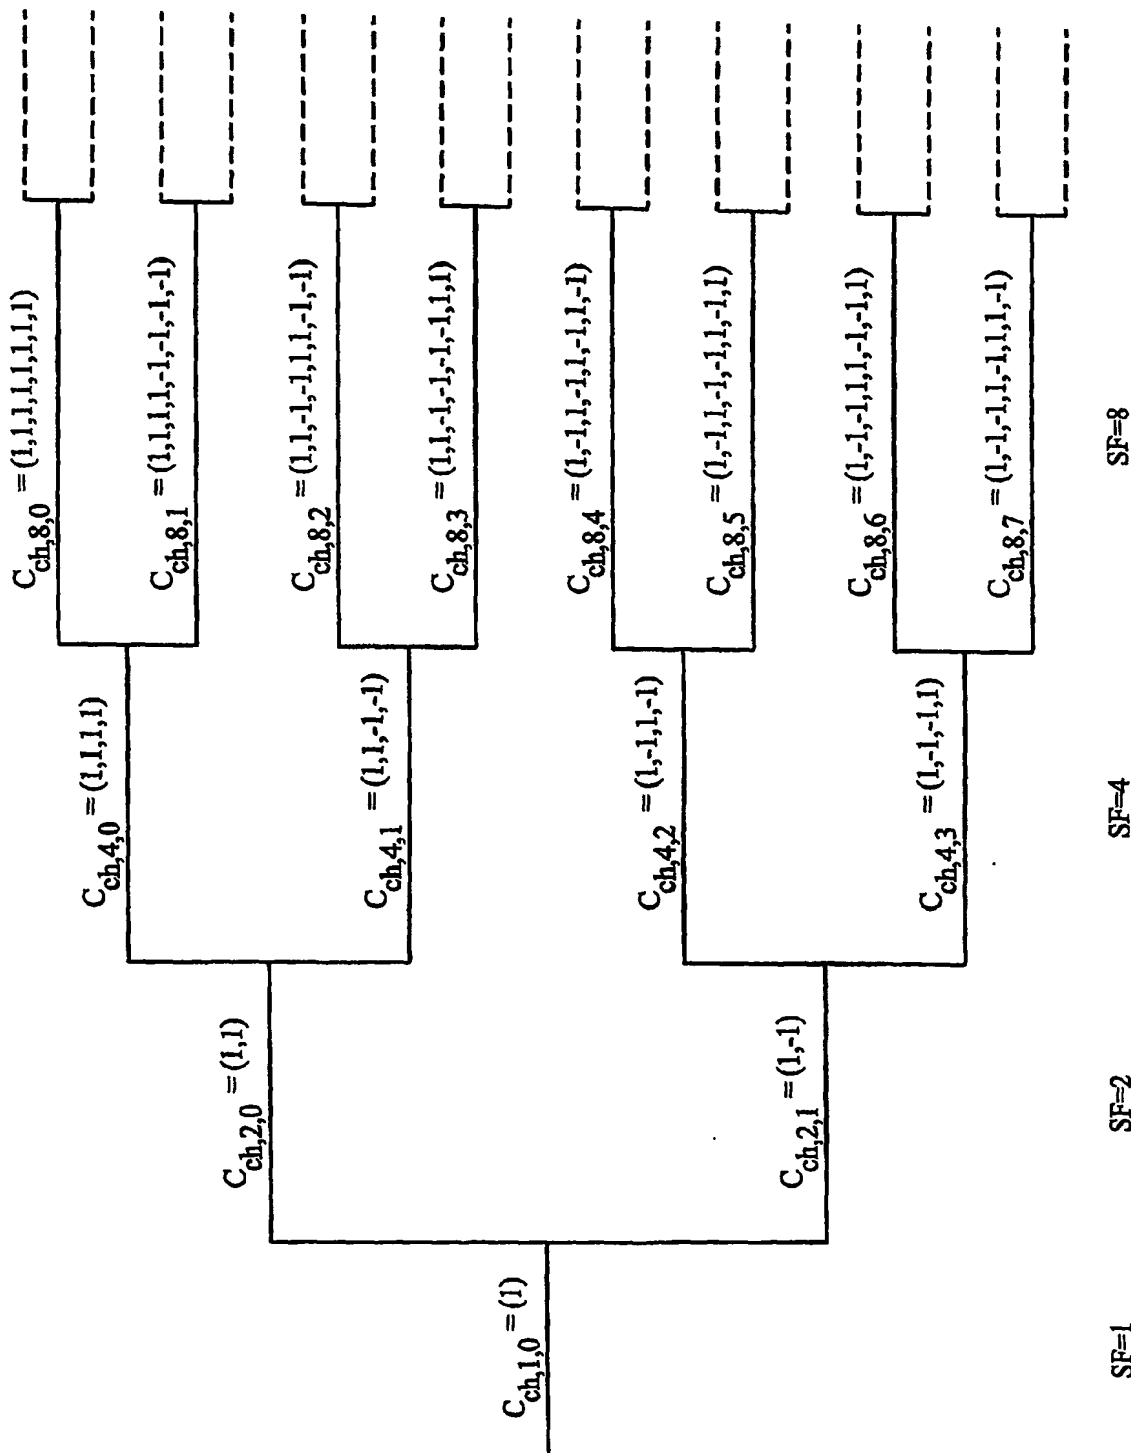 C_ch,1,0 = (1)
C_ch,2,0 = (1,1)
C_ch,2,1 = (1,-1)
C_ch,4,0 = (1,1,1,1)
C_ch,4,1 = (1,1,-1,-1)
C_ch,4,2 = (1,-1,1,-1)
C_ch,4,3 = (1,-1,-1,1)
C_ch,8,0 = (1,1,1,1,1,1,1,1)
C_ch,8,1 = (1,1,1,1,-1,-1,-1,-1)
C_ch,8,2 = (1,1,-1,-1,1,1,-1,-1)
C_ch,8,3 = (1,1,-1,-1,-1,-1,1,1)
C_ch,8,4 = (1,-1,1,-1,1,-1,1,-1)
C_ch,8,5 = (1,-1,1,-1,-1,1,-1,1)
C_ch,8,6 = (1,-1,-1,1,1,-1,-1,1)
C_ch,8,7 = (1,-1,-1,1,-1,1,1,-1)
SF=1
SF=2
SF=4
SF=8